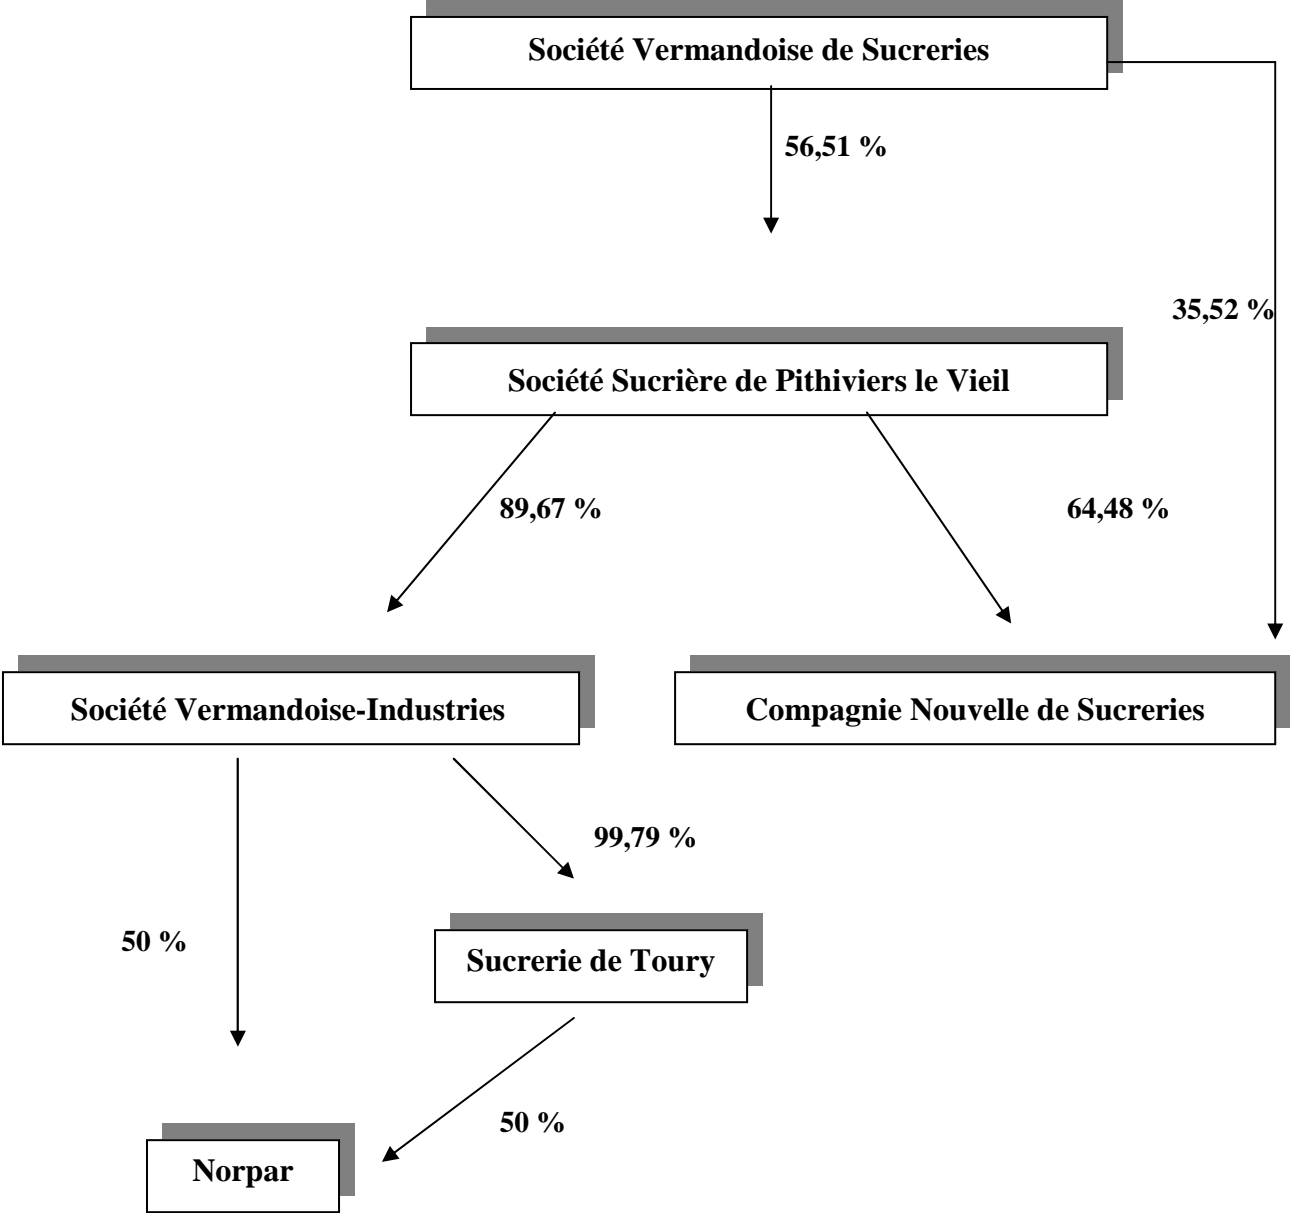 Société Vermandoise de Sucreries
56,51 %
35,52 %
Société Sucrière de Pithiviers le Vieil
89,67 %
64,48 %
Société Vermandoise-Industries
Compagnie Nouvelle de Sucreries
99,79 %
50 %
Sucrerie de Toury
50 %
Norpar